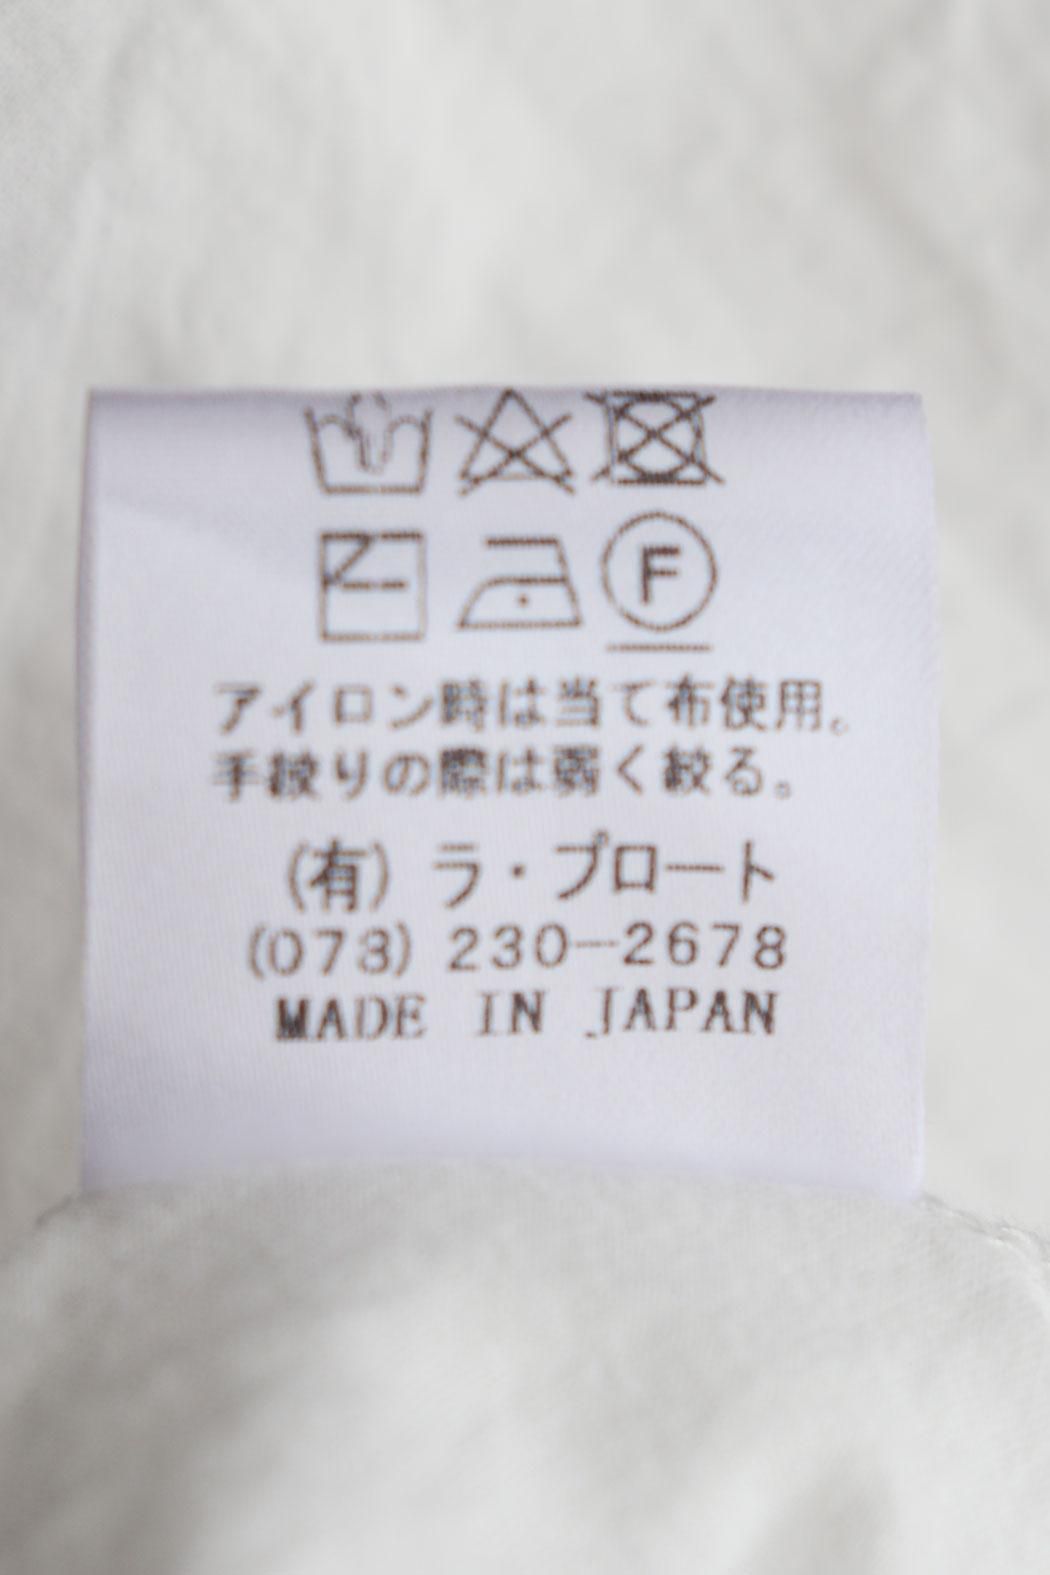 F
アイロン時は当て布使用。
手絞りの際は弱く絞る。
(有) ラ・プロート
(073) 230-2678
MADE IN JAPAN